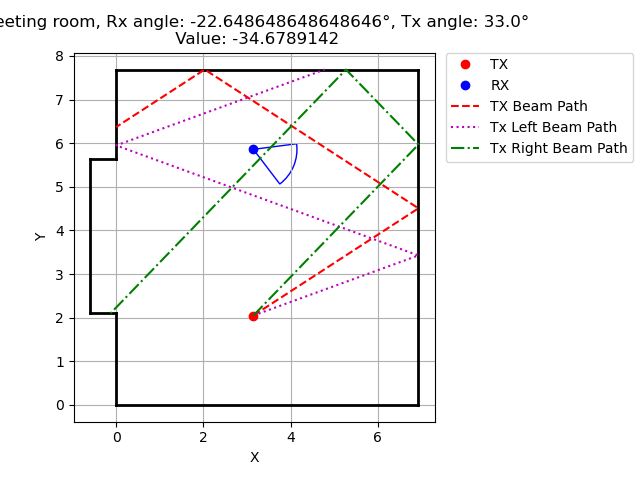 eeting room, Rx angle: -22.648648648648646°, Tx angle: 33.0°
Value: -34.6789142
TX
RX
TX Beam Path
Tx Left Beam Path
Tx Right Beam Path
8
7
6
5
4
3
2
1
0
Y
0
2
4
6
X